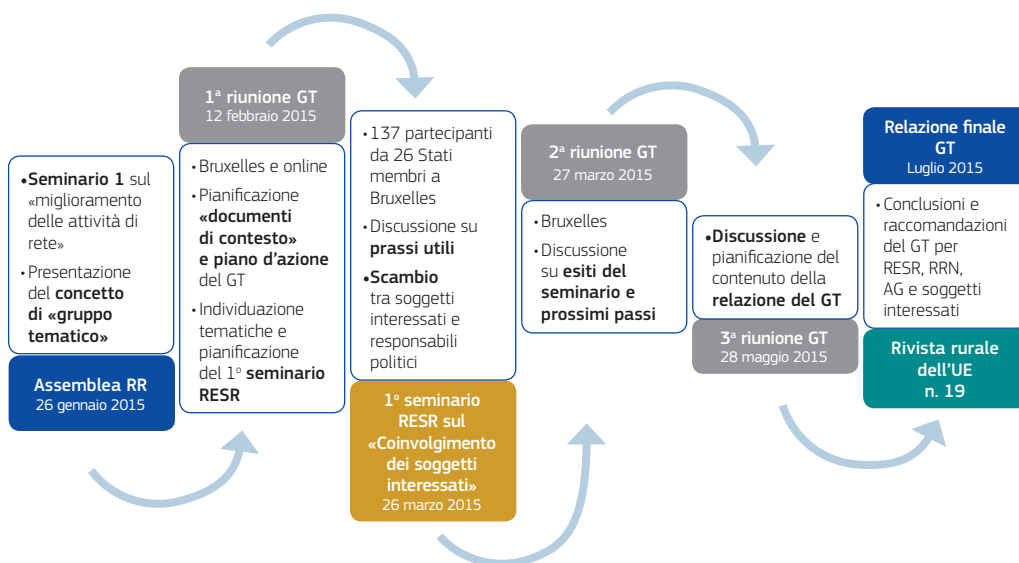 •Seminario 1 sul
«miglioramento
delle attività di
rete»
•Presentazione
del concetto
di «gruppo
tematico»
Assemblea RR
26 gennaio 2015
1ª riunione GT
12 febbraio 2015
•Bruxelles e online
•Pianificazione
«documenti
di contesto»
e piano d'azione
del GT
•Individuazione
tematiche e
pianificazione
del 1º seminario
RESR
•137 partecipanti
da 26 Stati
membri a
Bruxelles
•Discussione su
prassi utili
•Scambio
tra soggetti
interessati e
responsabili
politici
1º seminario
RESR sul
«Coinvolgimento
dei soggetti
interessati»
26 marzo 2015
2ª riunione GT
27 marzo 2015
•Bruxelles
•Discussione
su esiti del
seminario e
prossimi passi
•Discussione e
pianificazione del
contenuto della
relazione del GT
3ª riunione GT
28 maggio 2015
Relazione finale
GT
Luglio 2015
•Conclusioni e
raccomandazioni
del GT per
RESR, RRN,
AG e soggetti
interessati
Rivista rurale
dell'UE
n. 19